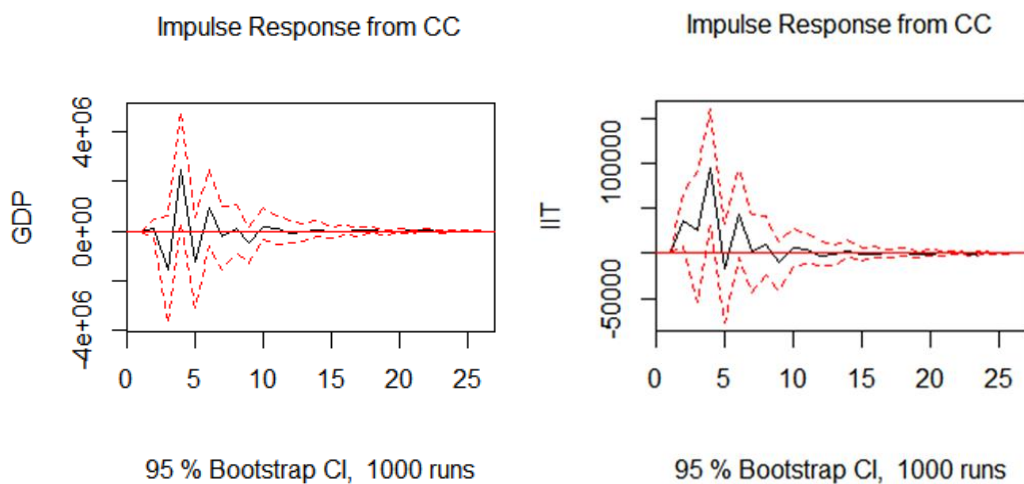 Impulse Response from CC
GDP
4e+06
0e+00
-4e+06
0 5 10 15 20 25
95 % Bootstrap CI, 1000 runs
Impulse Response from CC
IIT
100000
-50000
0 5 10 15 20 25
95 % Bootstrap CI, 1000 runs